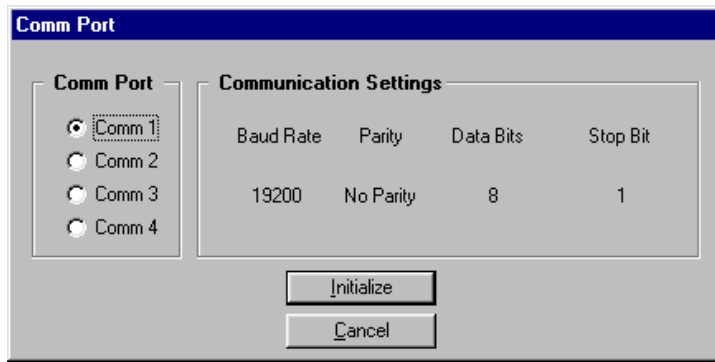 Comm Port
Comm Port
Comm 1
Comm 2
Comm 3
Comm 4
Communication Settings
Baud Rate Parity Data Bits Stop Bit
19200 No Parity 8 1
Initialize
Cancel